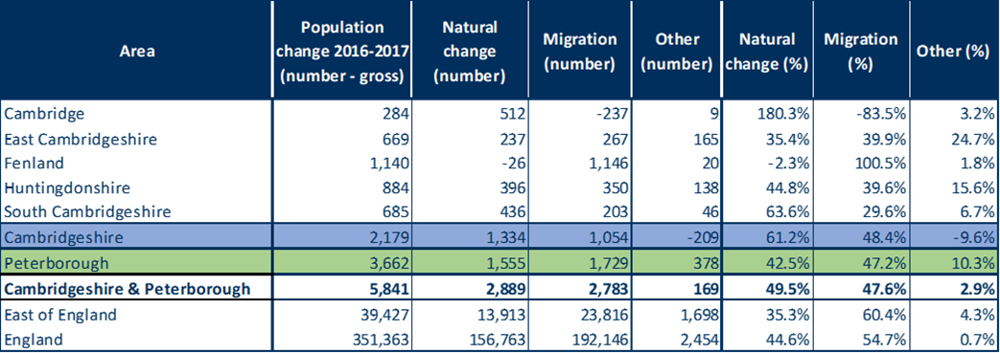 Area Population change 2016-2017 (number - gross) Natural change (number) Migration (number) Other (number) Natural change (%) Migration (%) Other (%)
Cambridge 284 512 -237 9 180.3% -83.5% 3.2%
East Cambridgeshire 669 237 267 165 35.4% 39.9% 24.7%
Fenland 1,140 -26 1,146 20 -2.3% 100.5% 1.8%
Huntingdonshire 884 396 350 138 44.8% 39.6% 15.6%
South Cambridgeshire 685 436 203 46 63.6% 29.6% 6.7%
Cambridgeshire 2,179 1,334 1,054 -209 61.2% 48.4% -9.6%
Peterborough 3,662 1,555 1,729 378 42.5% 47.2% 10.3%
Cambridgeshire & Peterborough 5,841 2,889 2,783 169 49.5% 47.6% 2.9%
East of England 39,427 13,913 23,816 1,698 35.3% 60.4% 4.3%
England 351,363 156,763 192,146 2,454 44.6% 54.7% 0.7%